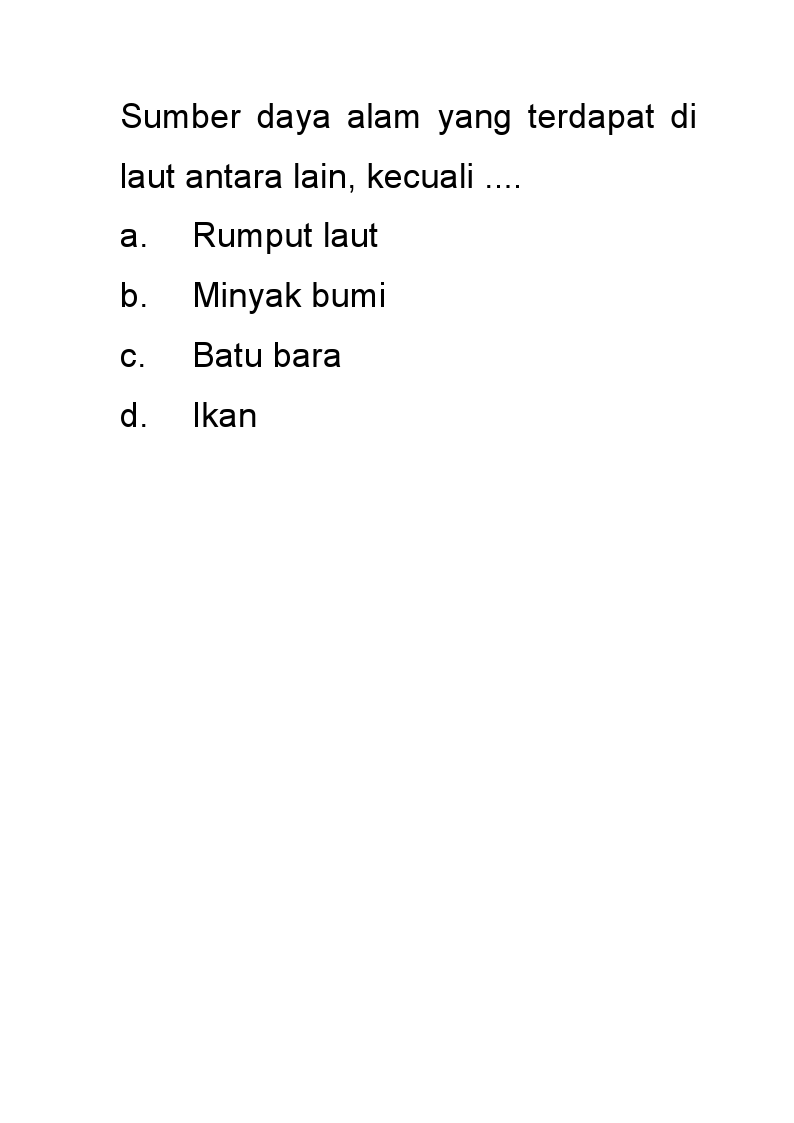 Sumber daya alam yang terdapat di
laut antara lain, kecuali ....
a. Rumput laut
b. Minyak bumi
c. Batu bara
d. Ikan